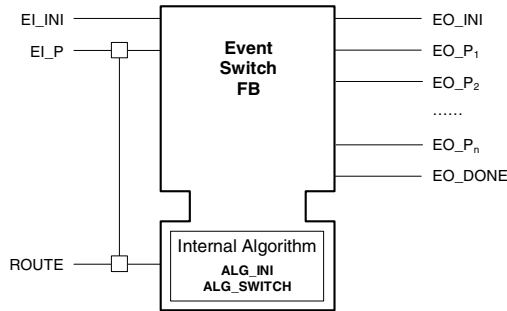 EI_INI
EI_P
ROUTE
Event
Switch
FB
Internal Algorithm
ALG_INI
ALG_SWITCH
EO_INI
EO_P₁
EO_P₂
......
EO_Pₙ
EO_DONE